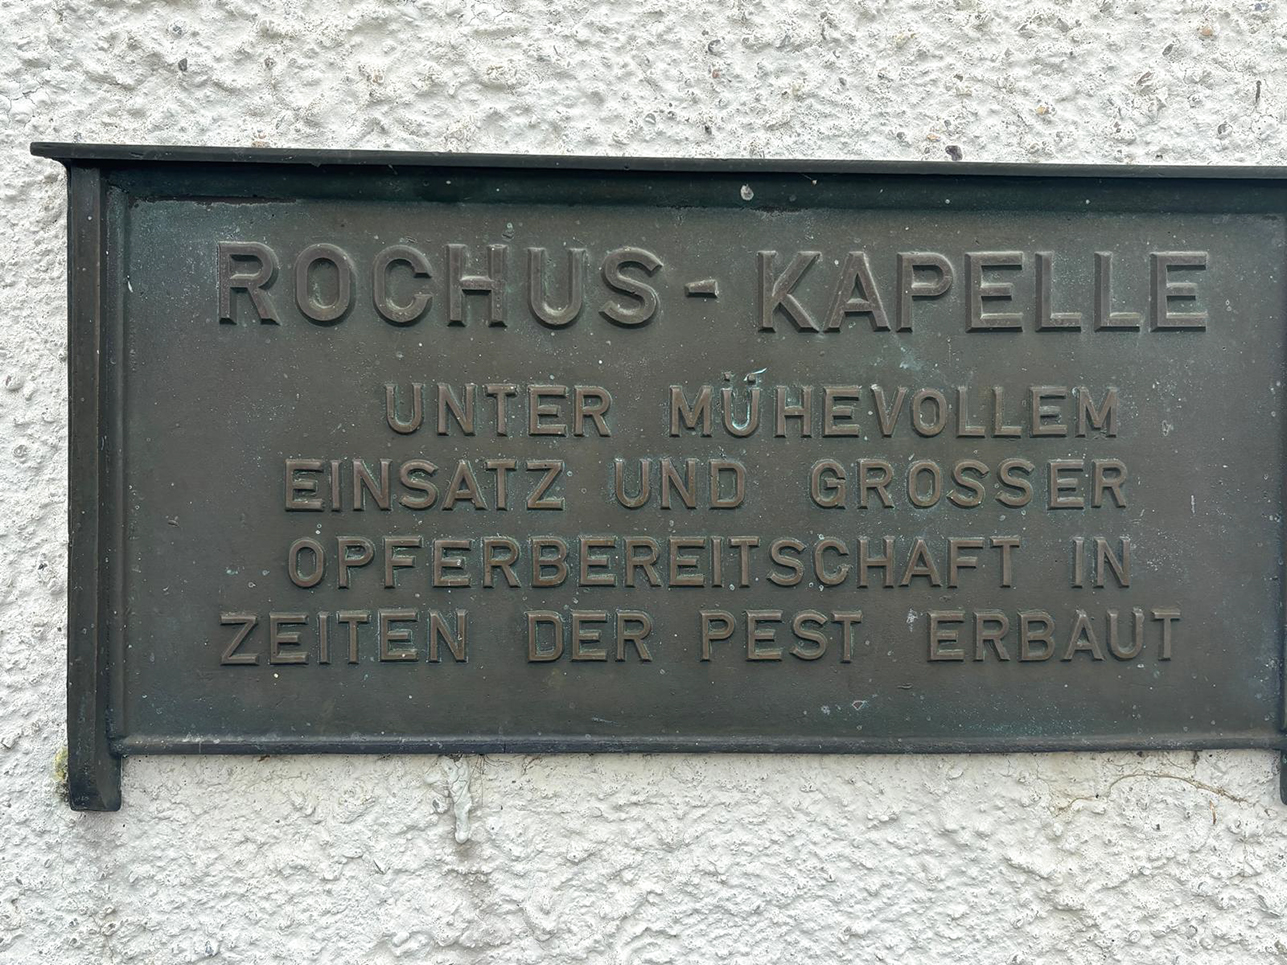 ROCHUS - KAPELLE
UNTER MÜHEVOLLEM
EINSATZ UND GROSSER
OPFERBEREITSCHAFT IN
ZEITEN DER PEST ERBAUT